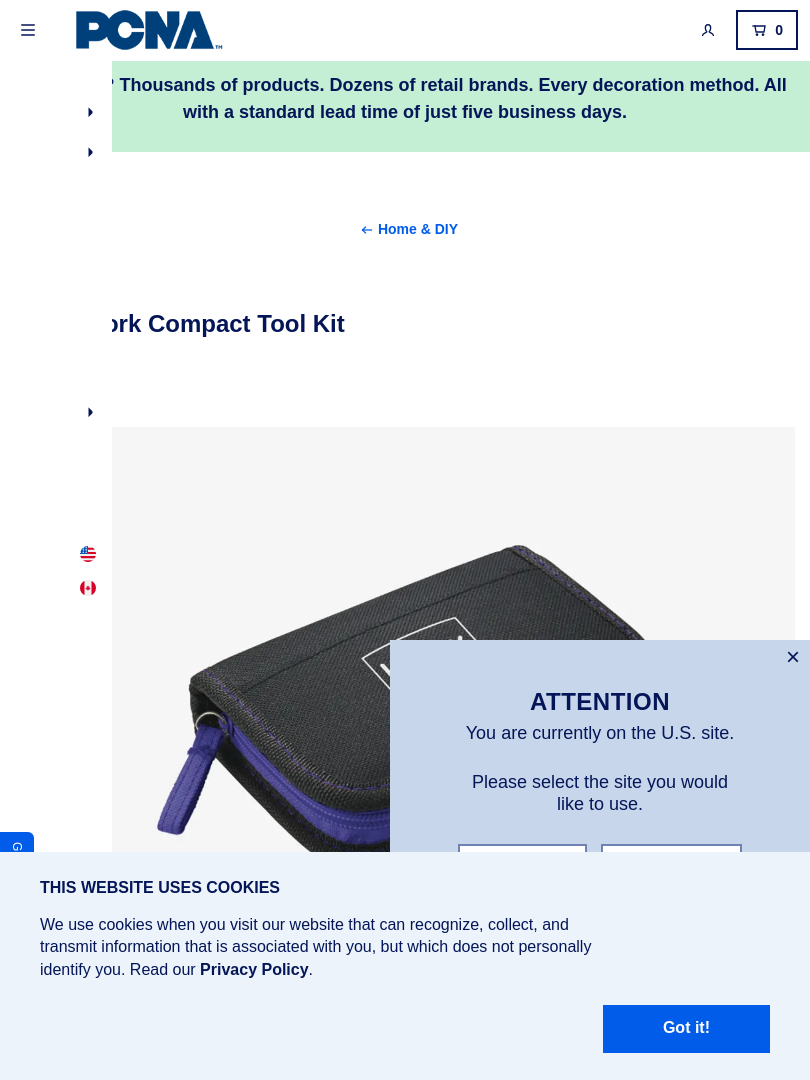 PCNA™
0
? Thousands of products. Dozens of retail brands. Every decoration method. All
with a standard lead time of just five business days.
Home & DIY
ork Compact Tool Kit
ATTENTION
You are currently on the U.S. site.
Please select the site you would
like to use.
G
THIS WEBSITE USES COOKIES
We use cookies when you visit our website that can recognize, collect, and
transmit information that is associated with you, but which does not personally
identify you. Read our Privacy Policy.
Got it!